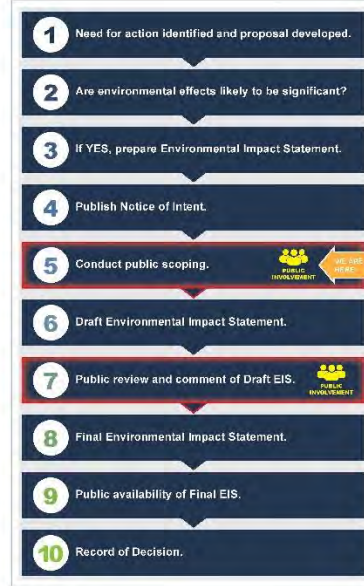 1 Need for action identified and proposal developed.
2 Are environmental effects likely to be significant?
3 If YES, prepare Environmental Impact Statement.
4 Publish Notice of Intent.
5 Conduct public scoping.
PUBLIC
INVOLVEMENT
WE ARE
HERE
6 Draft Environmental Impact Statement.
7 Public review and comment of Draft EIS.
PUBLIC
INVOLVEMENT
8 Final Environmental Impact Statement.
9 Public availability of Final EIS.
10 Record of Decision.